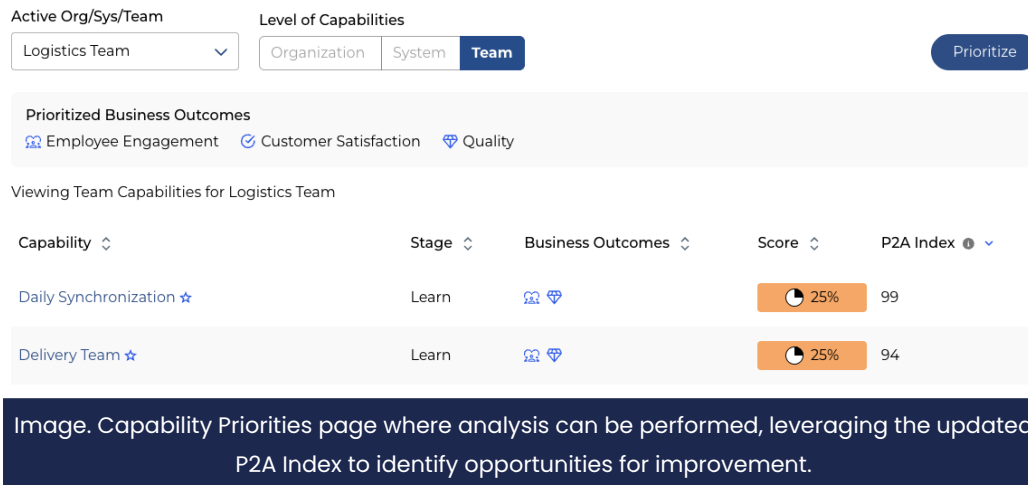 Active Org/Sys/Team
Level of Capabilities
Logistics Team
Organization
System
Team
Prioritize
Prioritized Business Outcomes
Employee Engagement
Customer Satisfaction
Quality
Viewing Team Capabilities for Logistics Team
Capability Stage Business Outcomes Score P2A Index
Daily Synchronization Learn 25% 99
Delivery Team Learn 25% 94
Image. Capability Priorities page where analysis can be performed, leveraging the updated
P2A Index to identify opportunities for improvement.